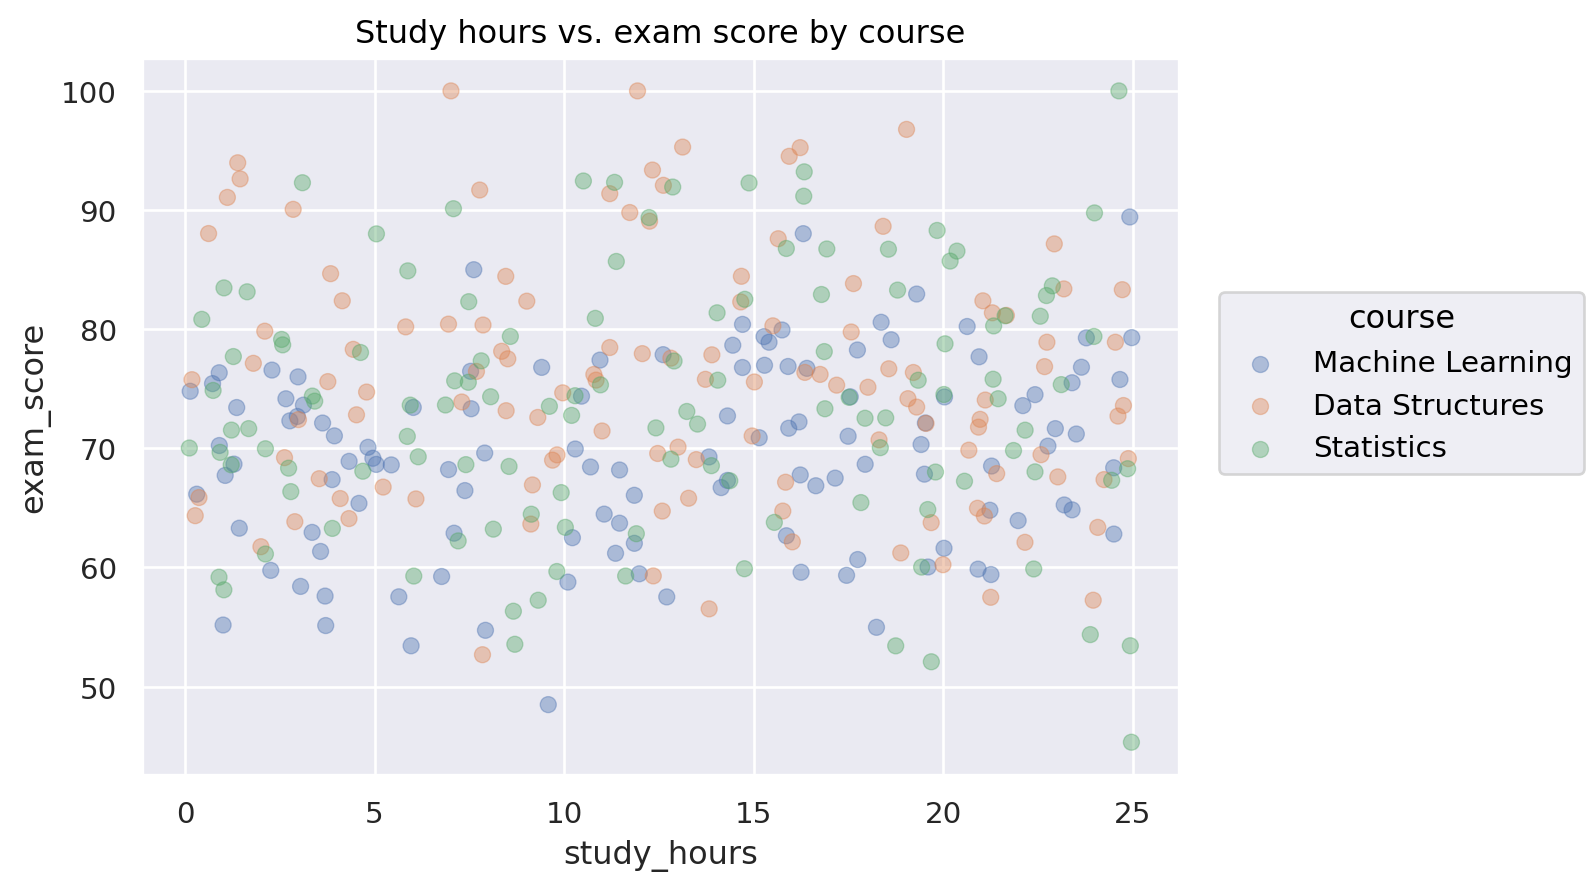 Study hours vs. exam score by course
100
90
80
70
60
50
exam_score
0 5 10 15 20 25
study_hours
course
Machine Learning
Data Structures
Statistics